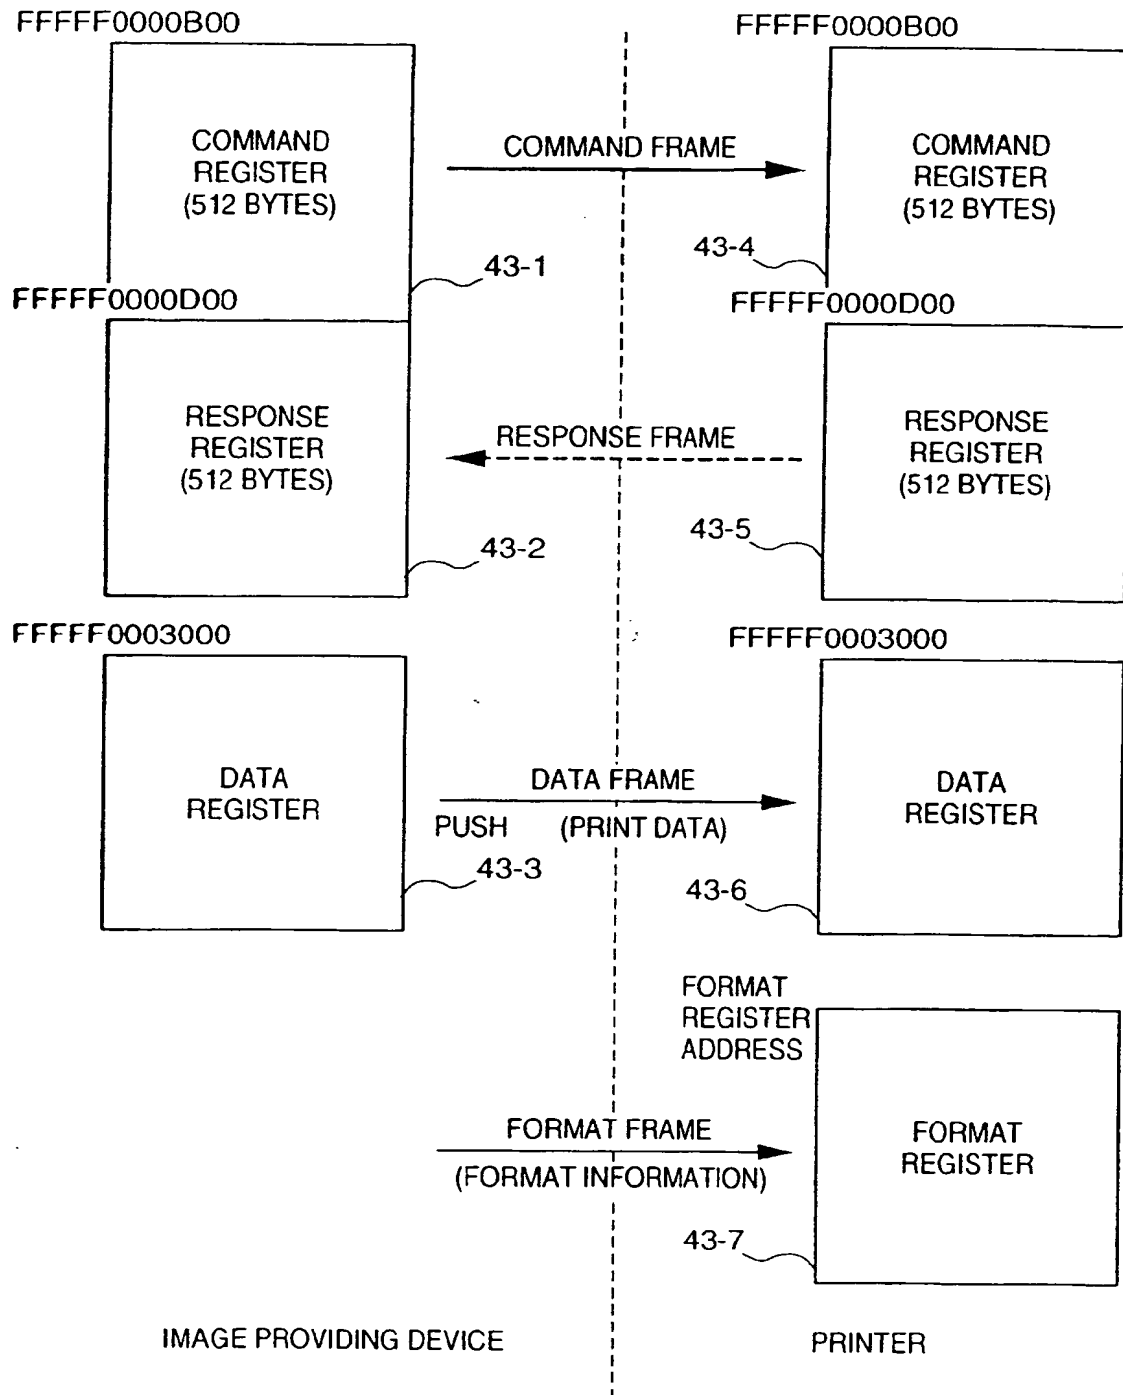 FFFFF0000B00
FFFFF0000B00
COMMAND
REGISTER
(512 BYTES)
COMMAND FRAME
COMMAND
REGISTER
(512 BYTES)
43-1
43-4
FFFFF0000D00
FFFFF0000D00
RESPONSE
REGISTER
(512 BYTES)
RESPONSE FRAME
RESPONSE
REGISTER
(512 BYTES)
43-2
43-5
FFFFF0003000
FFFFF0003000
DATA
REGISTER
DATA FRAME
PUSH (PRINT DATA)
DATA
REGISTER
43-3
43-6
FORMAT
REGISTER
ADDRESS
FORMAT FRAME
(FORMAT INFORMATION)
FORMAT
REGISTER
43-7
IMAGE PROVIDING DEVICE
PRINTER